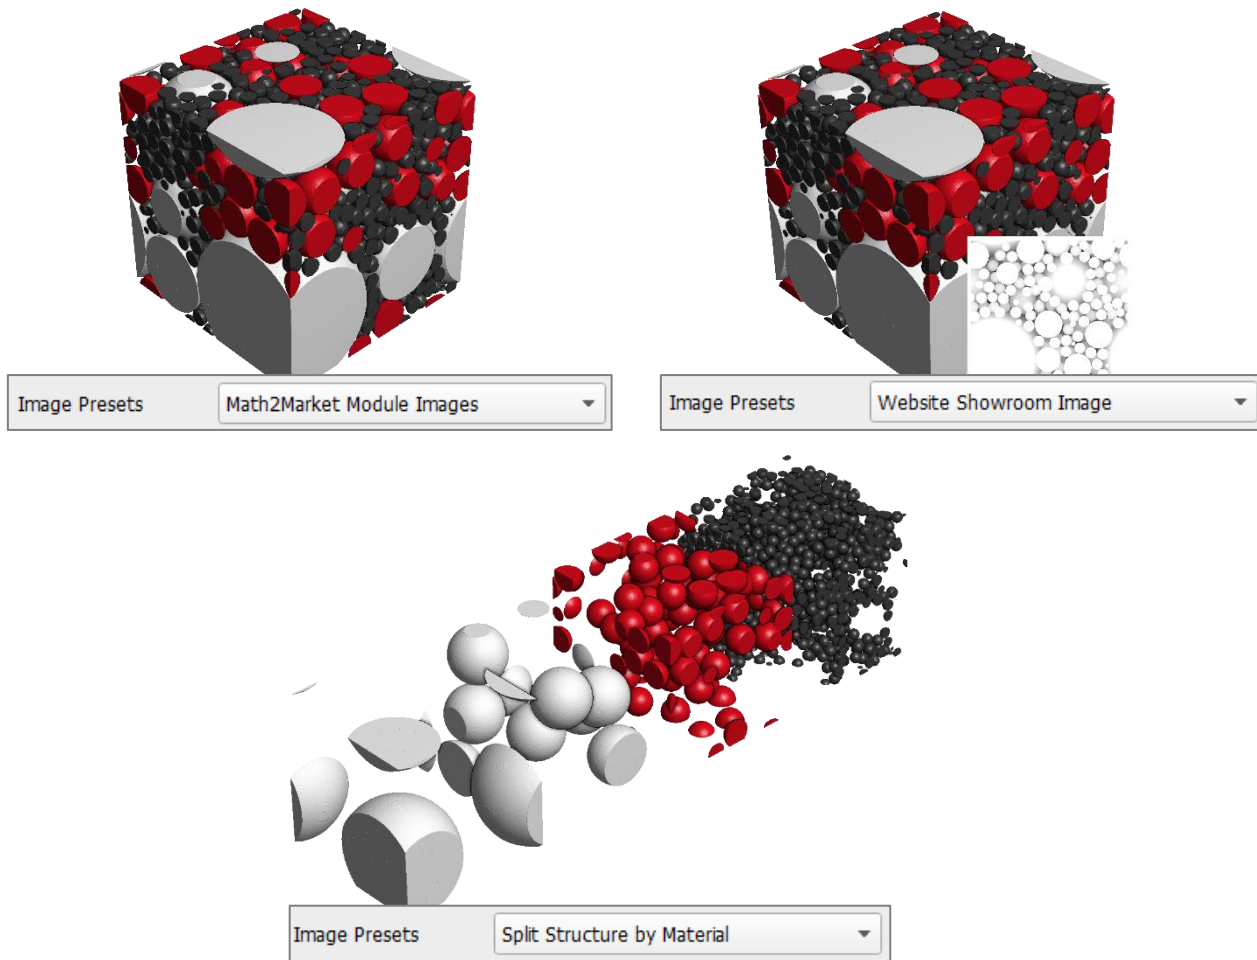 Image Presets Math2Market Module Images
Image Presets Website Showroom Image
Image Presets Split Structure by Material